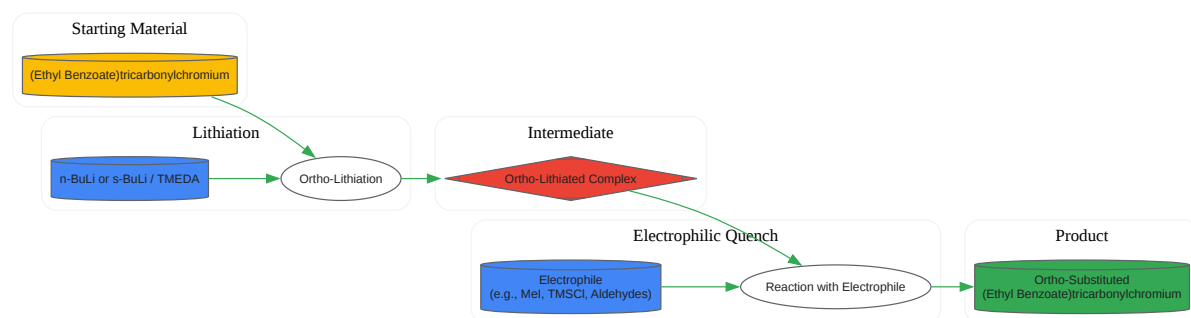 Starting Material
(Ethyl Benzoate)tricarbonylchromium
Lithiation
n-BuLi or s-BuLi / TMEDA
Ortho-Lithiation
Intermediate
Ortho-Lithiated Complex
Electrophilic Quench
Electrophile
(e.g., MeI, TMSCl, Aldehydes)
Reaction with Electrophile
Product
Ortho-Substituted
(Ethyl Benzoate)tricarbonylchromium